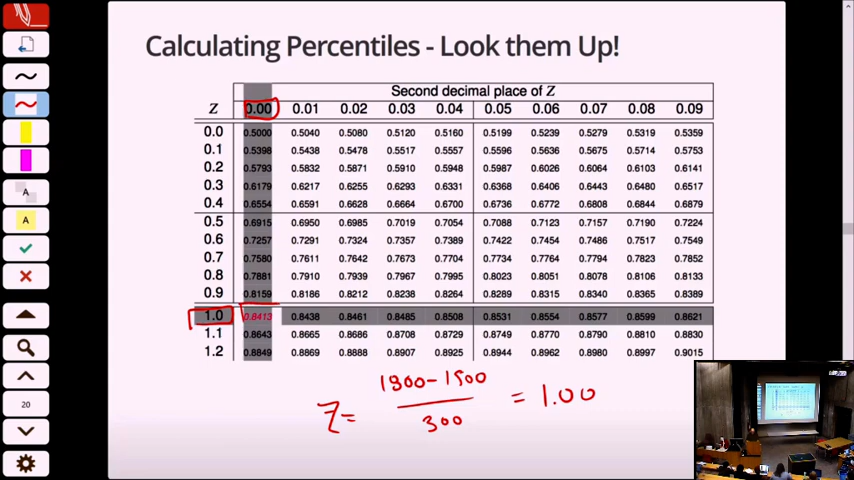 Calculating Percentiles - Look them Up!
Second decimal place of Z
Z 0.00 0.01 0.02 0.03 0.04 0.05 0.06 0.07 0.08 0.09
0.0 0.5000 0.5040 0.5080 0.5120 0.5160 0.5199 0.5239 0.5279 0.5319 0.5359
0.1 0.5398 0.5438 0.5478 0.5517 0.5557 0.5596 0.5636 0.5675 0.5714 0.5753
0.2 0.5793 0.5832 0.5871 0.5910 0.5948 0.5987 0.6026 0.6064 0.6103 0.6141
0.3 0.6179 0.6217 0.6255 0.6293 0.6331 0.6368 0.6406 0.6443 0.6480 0.6517
0.4 0.6554 0.6591 0.6628 0.6664 0.6700 0.6736 0.6772 0.6808 0.6844 0.6879
0.5 0.6915 0.6950 0.6985 0.7019 0.7054 0.7088 0.7123 0.7157 0.7190 0.7224
0.6 0.7257 0.7291 0.7324 0.7357 0.7389 0.7422 0.7454 0.7486 0.7517 0.7549
0.7 0.7580 0.7611 0.7642 0.7673 0.7704 0.7734 0.7764 0.7794 0.7823 0.7852
0.8 0.7881 0.7910 0.7939 0.7967 0.7995 0.8023 0.8051 0.8078 0.8106 0.8133
0.9 0.8159 0.8186 0.8212 0.8238 0.8264 0.8289 0.8315 0.8340 0.8365 0.8389
1.0 0.8413 0.8438 0.8461 0.8485 0.8508 0.8531 0.8554 0.8577 0.8599 0.8621
1.1 0.8643 0.8665 0.8686 0.8708 0.8729 0.8749 0.8770 0.8790 0.8810 0.8830
1.2 0.8849 0.8869 0.8888 0.8907 0.8925 0.8944 0.8962 0.8980 0.8997 0.9015
Z = 1800-1500 = 1.00
300
A
A
20